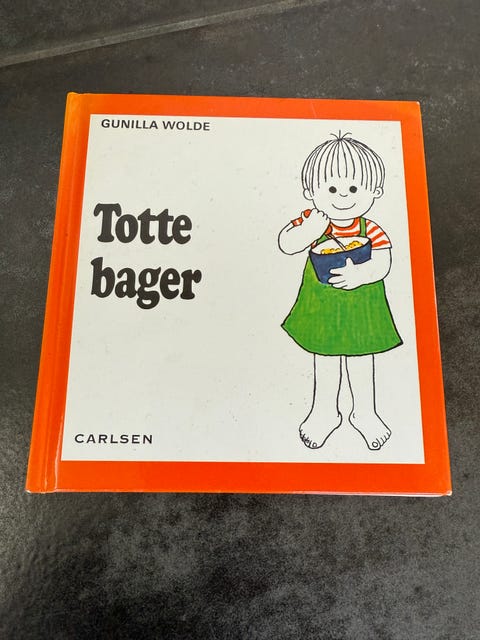 GUNILLA WOLDE
Totte
bager
CARLSEN